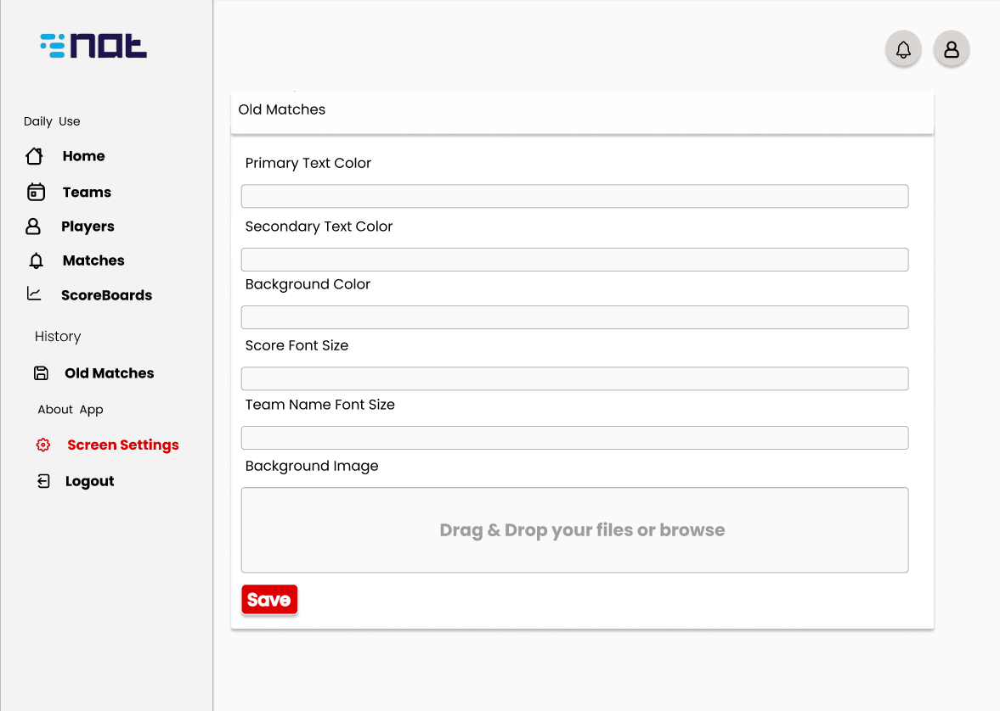 nat
Daily Use
Home
Teams
Players
Matches
ScoreBoards
History
Old Matches
About App
Screen Settings
Logout
Old Matches
Primary Text Color
Secondary Text Color
Background Color
Score Font Size
Team Name Font Size
Background Image
Drag & Drop your files or browse
Save